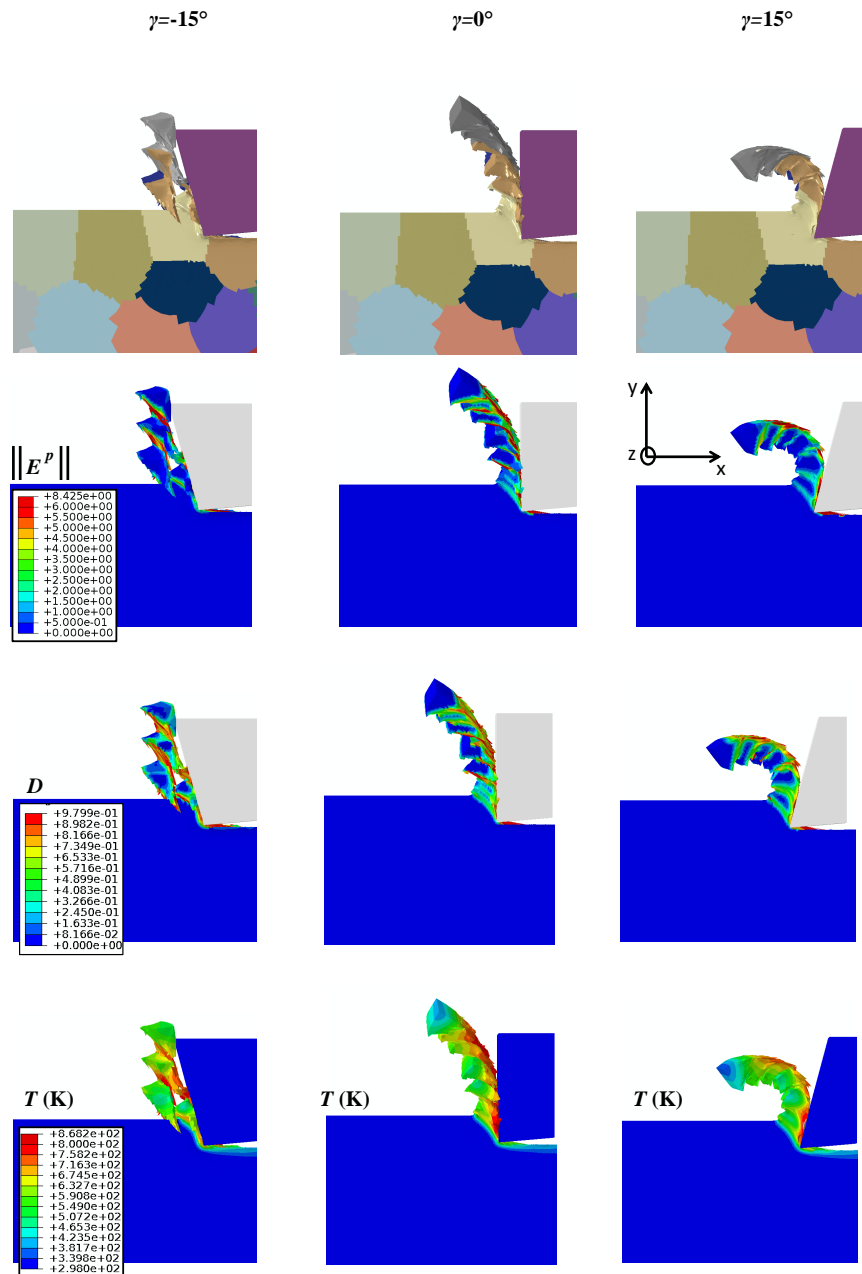 γ=-15° γ=0° γ=15°
‖E^p‖
+8.425e+00
+6.000e+00
+5.500e+00
+5.000e+00
+4.500e+00
+4.000e+00
+3.500e+00
+3.000e+00
+2.500e+00
+2.000e+00
+1.500e+00
+1.000e+00
+5.000e-01
+0.000e+00
y
z
x
D
+9.799e-01
+8.982e-01
+8.166e-01
+7.349e-01
+6.533e-01
+5.716e-01
+4.899e-01
+4.083e-01
+3.266e-01
+2.450e-01
+1.633e-01
+8.166e-02
+0.000e+00
T (K) T (K) T (K)
+8.682e+02
+8.000e+02
+7.582e+02
+7.163e+02
+6.745e+02
+6.327e+02
+5.908e+02
+5.490e+02
+5.072e+02
+4.653e+02
+4.235e+02
+3.817e+02
+3.398e+02
+2.980e+02